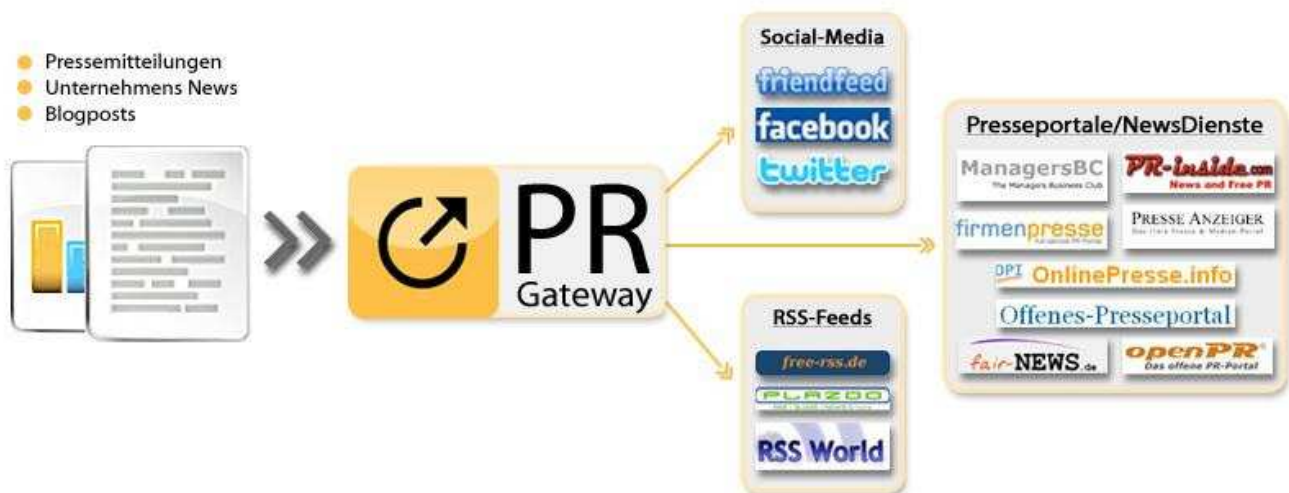 Pressemitteilungen
Unternehmens News
Blogposts
PR
Gateway
Social-Media
friendfeed
facebook
twitter
RSS-Feeds
free-rss.de
PLAZOO
RSS World
Presseportale/NewsDienste
ManagersBC
The Managers Business Club
PR-inside.com
News and Free PR
firmenpresse
PRESSE ANZEIGER
DPI OnlinePresse.info
Offenes-Presseportal
fair-NEWS.de
openPR®
Das offene PR-Portal